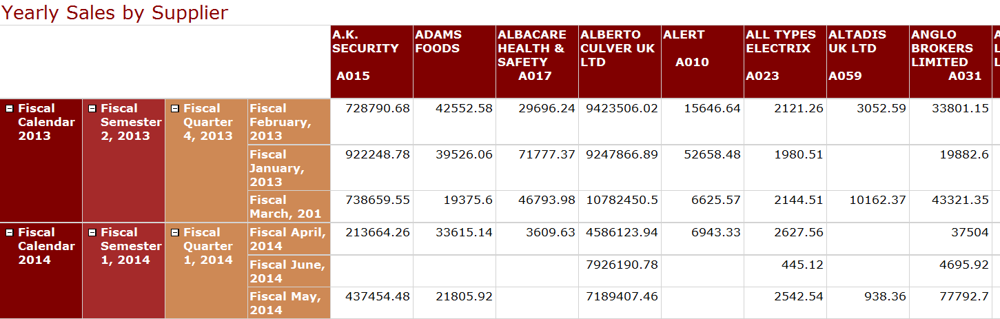 Yearly Sales by Supplier
A.K. SECURITY A015 ADAMS FOODS ALBACARE HEALTH & SAFETY A017 ALBERTO CULVER UK LTD ALERT A010 ALL TYPES ELECTRIX A023 ALTADIS UK LTD A059 ANGLO BROKERS LIMITED A031
Fiscal Calendar 2013 Fiscal Semester 2, 2013 Fiscal Quarter 4, 2013 Fiscal February, 2013 728790.68 42552.58 29696.24 9423506.02 15646.64 2121.26 3052.59 33801.15
Fiscal January, 2013 922248.78 39526.06 71777.37 9247866.89 52658.48 1980.51 19882.6
Fiscal March, 201 738659.55 19375.6 46793.98 10782450.5 6625.57 2144.51 10162.37 43321.35
Fiscal Calendar 2014 Fiscal Semester 1, 2014 Fiscal Quarter 1, 2014 Fiscal April, 2014 213664.26 33615.14 3609.63 4586123.94 6943.33 2627.56 37504
Fiscal June, 2014 7926190.78 445.12 4695.92
Fiscal May, 2014 437454.48 21805.92 7189407.46 2542.54 938.36 77792.7